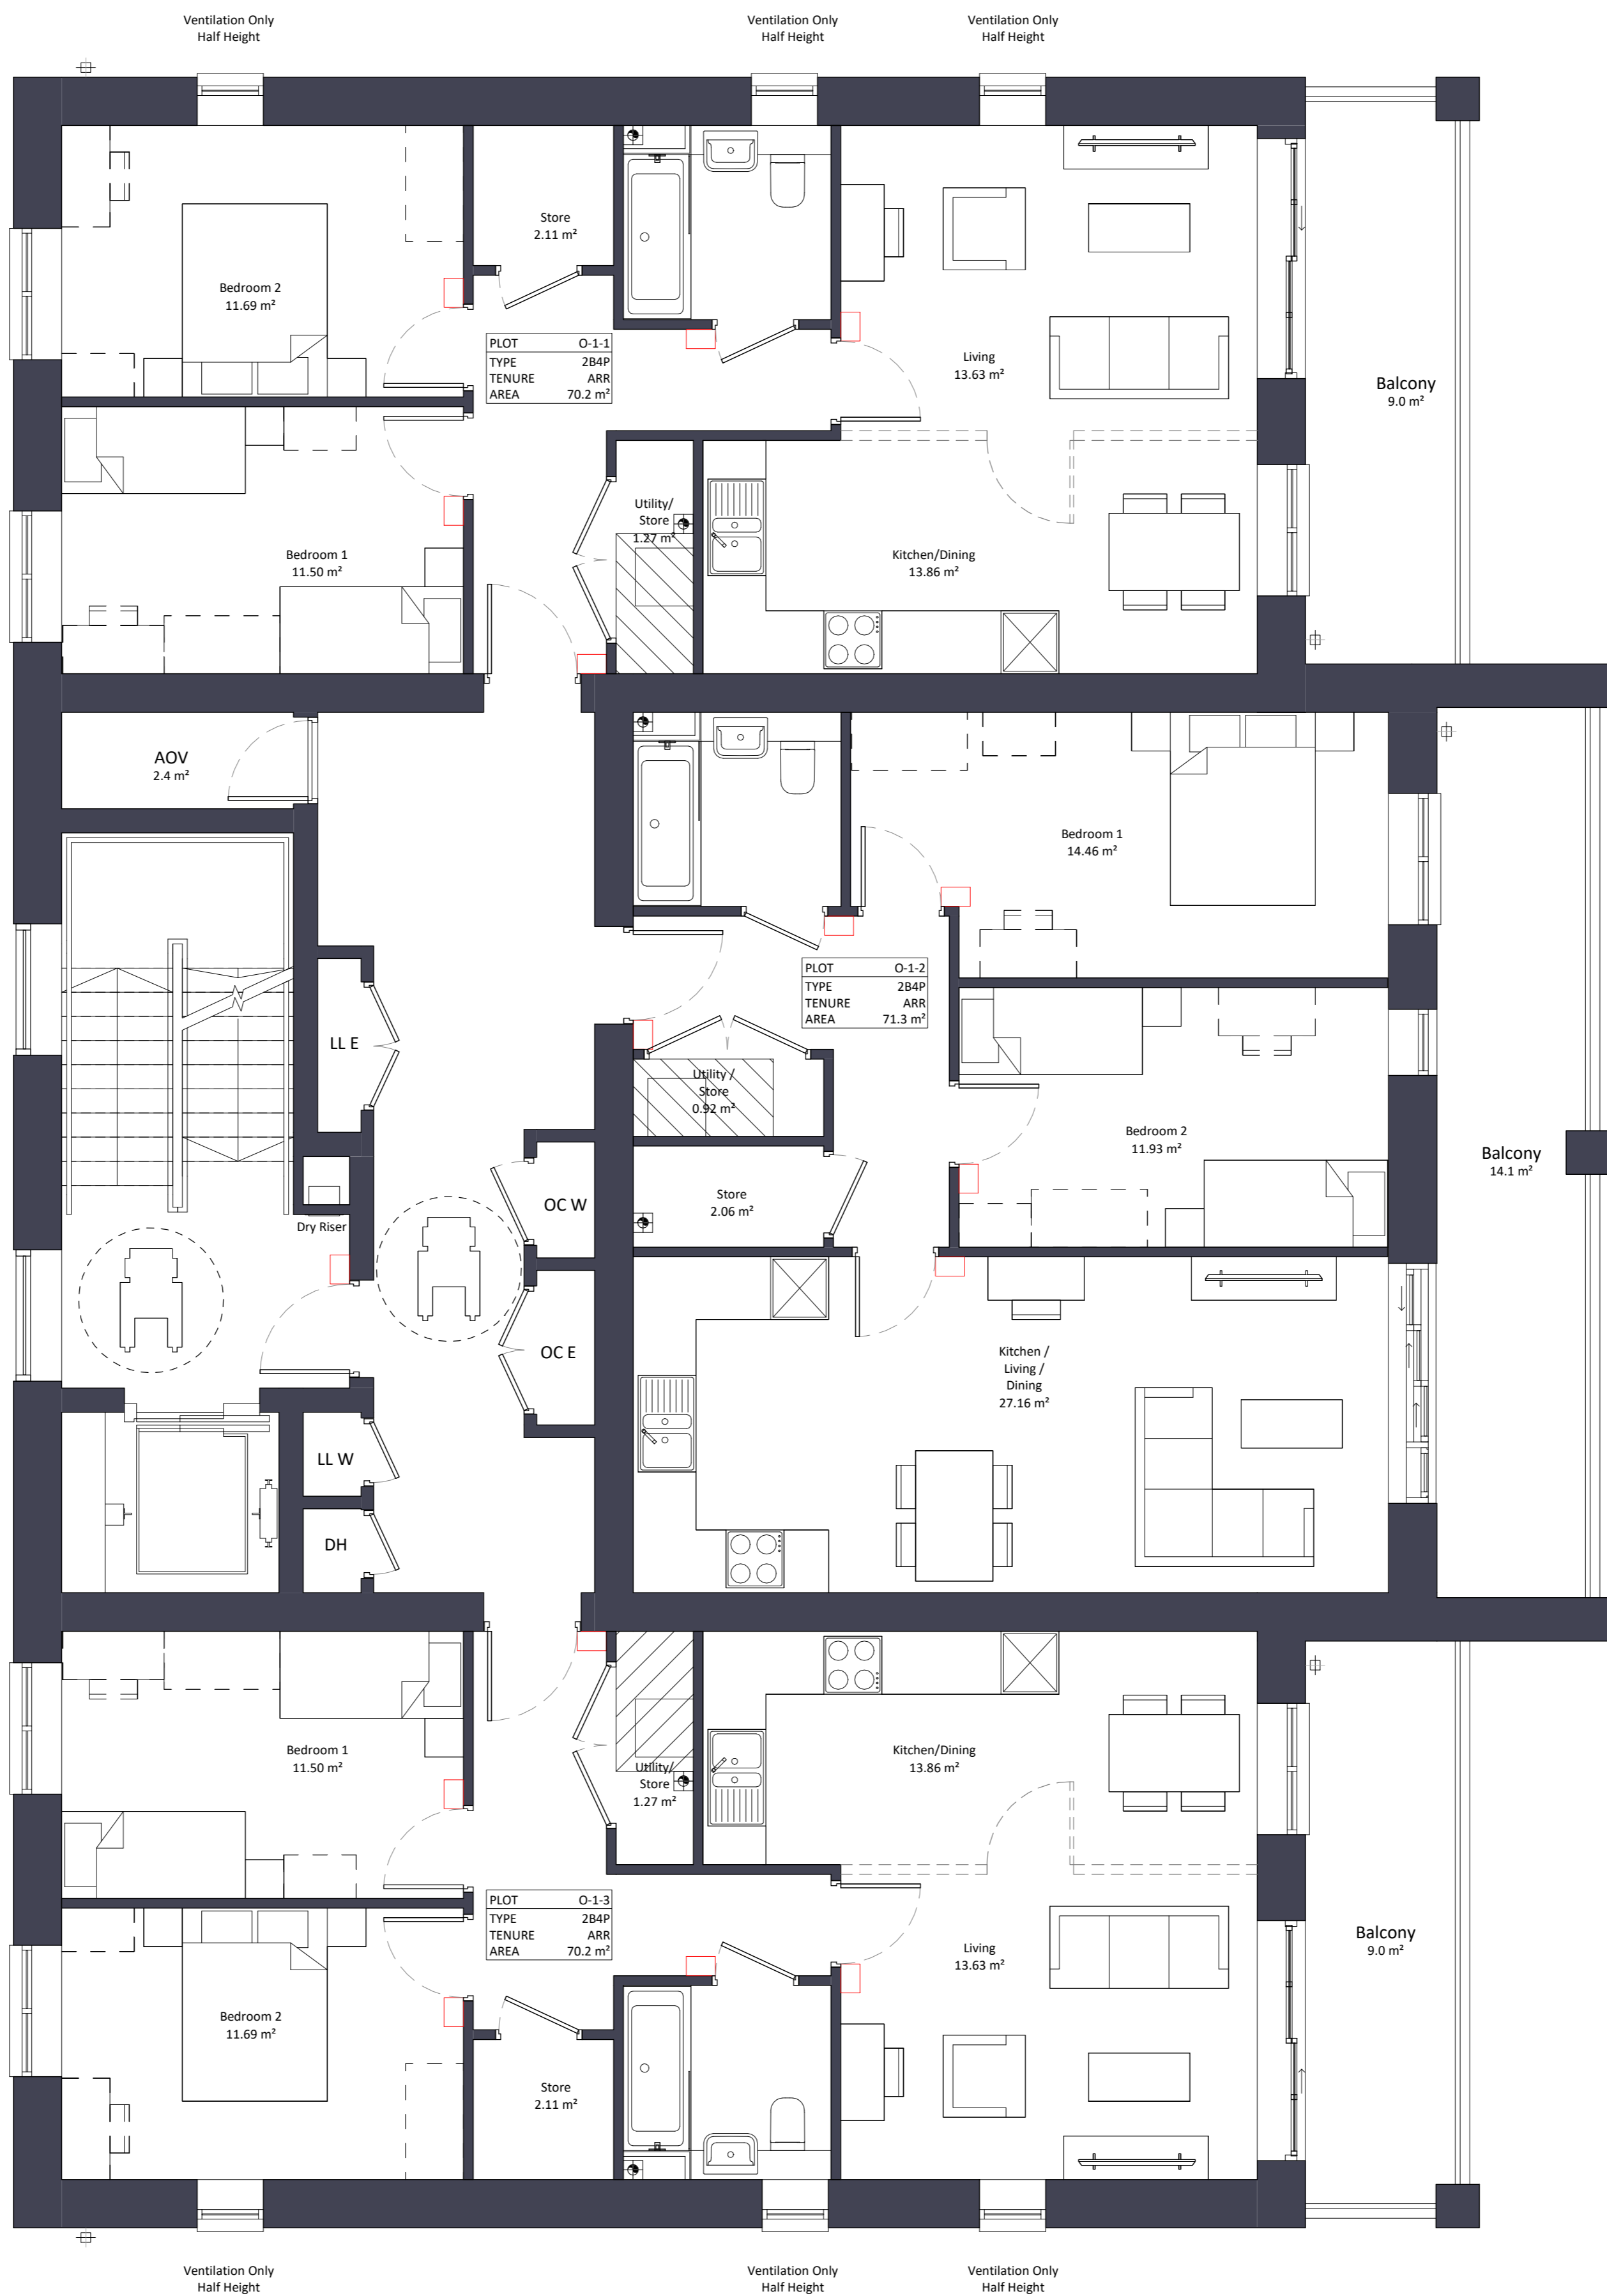 Ventilation Only
Half Height
Ventilation Only
Half Height
Ventilation Only
Half Height
Store
2.11 m²
Bedroom 2
11.69 m²
PLOT O-1-1
TYPE 2B4P
TENURE ARR
AREA 70.2 m²
Living
13.63 m²
Balcony
9.0 m²
Utility/
Store
1.27 m²
Bedroom 1
11.50 m²
Kitchen/Dining
13.86 m²
AOV
2.4 m²
Bedroom 1
14.46 m²
PLOT O-1-2
TYPE 2B4P
TENURE ARR
AREA 71.3 m²
LL E
Utility /
Store
0.92 m²
Bedroom 2
11.93 m²
Balcony
14.1 m²
OC W
Store
2.06 m²
Dry Riser
OC E
Kitchen /
Living /
Dining
27.16 m²
LL W
DH
Bedroom 1
11.50 m²
Utility/
Store
1.27 m²
Kitchen/Dining
13.86 m²
PLOT O-1-3
TYPE 2B4P
TENURE ARR
AREA 70.2 m²
Living
13.63 m²
Balcony
9.0 m²
Bedroom 2
11.69 m²
Store
2.11 m²
Ventilation Only
Half Height
Ventilation Only
Half Height
Ventilation Only
Half Height